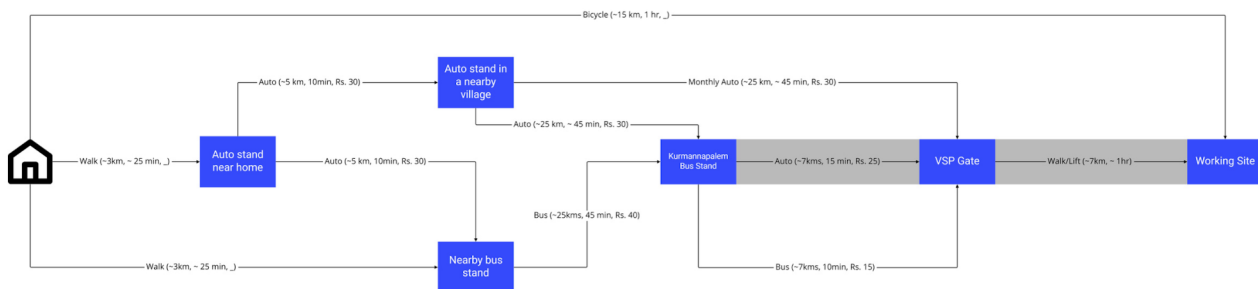 Bicycle (~15 km, 1 hr, _)
Auto (~5 km, 10min, Rs. 30)
Auto stand in
a nearby
village
Monthly Auto (~25 km, ~ 45 min, Rs. 30)
Auto (~25 km, ~ 45 min, Rs. 30)
Walk (~3km, ~ 25 min, _)
Auto stand
near home
Auto (~5 km, 10min, Rs. 30)
Kurmannapalem
Bus Stand
Auto (~7kms, 15 min, Rs. 25)
VSP Gate
Walk/Lift (~7km, ~ 1hr)
Working Site
Bus (~25kms, 45 min, Rs. 40)
Walk (~3km, ~ 25 min, _)
Nearby bus
stand
Bus (~7kms, 10min, Rs. 15)